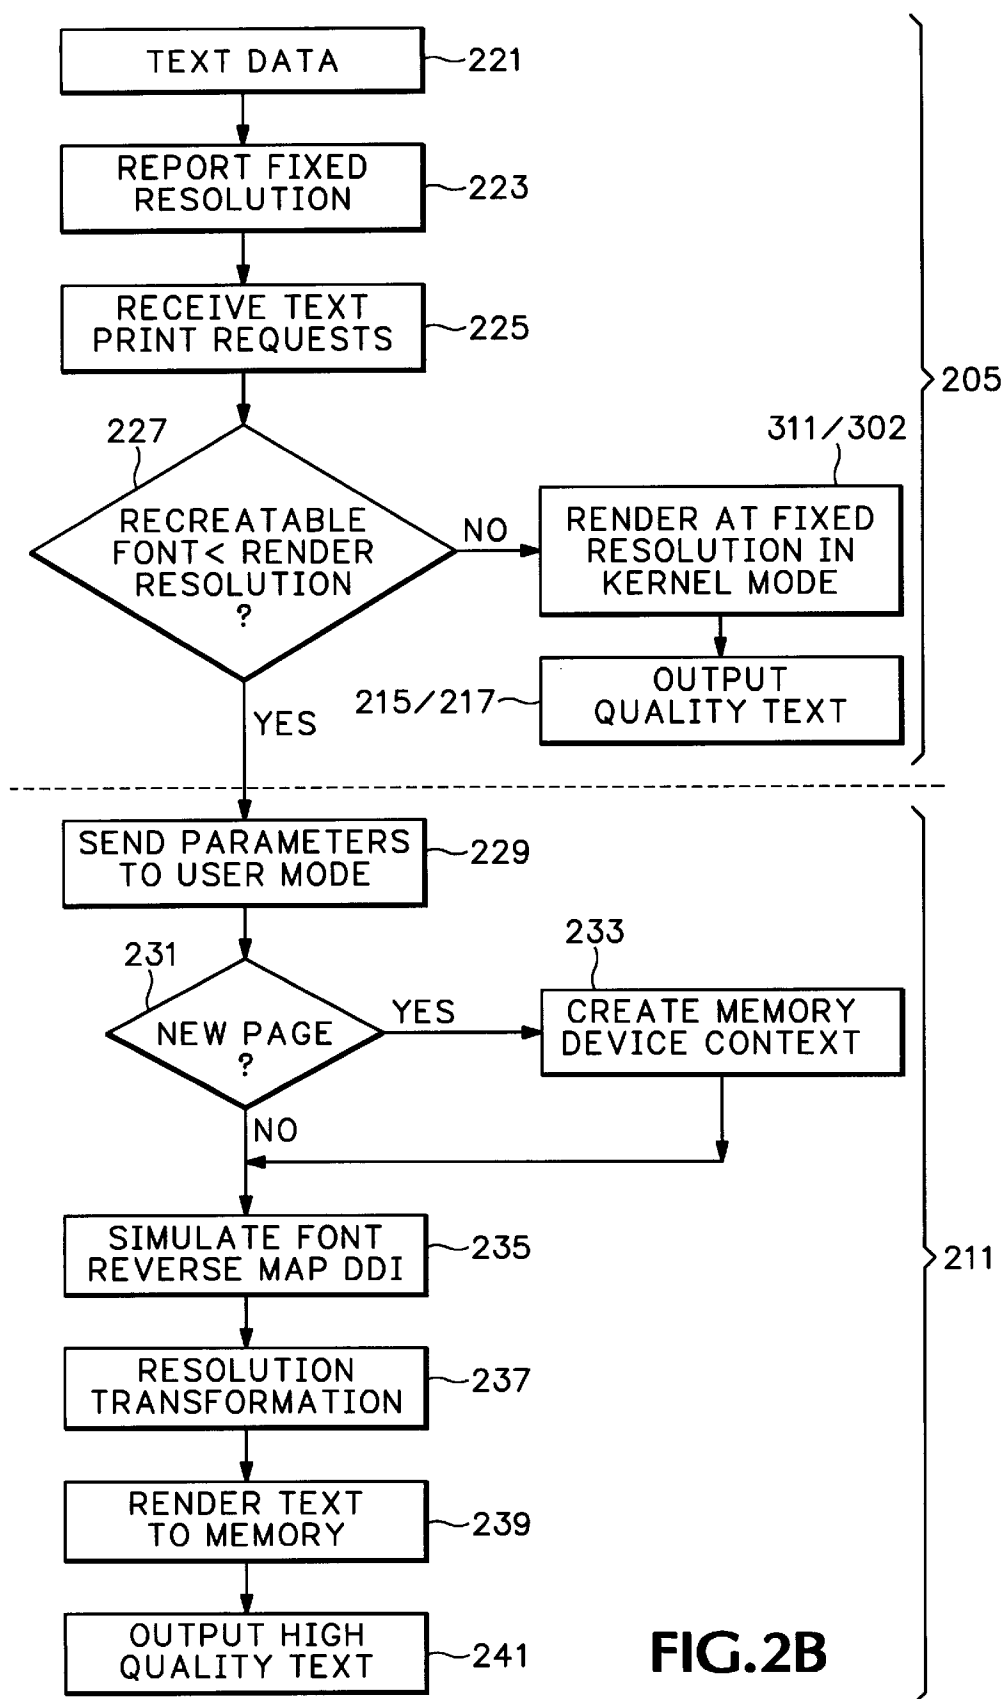 TEXT DATA
221
REPORT FIXED
RESOLUTION
223
RECEIVE TEXT
PRINT REQUESTS
225
205
227
RECREATABLE
FONT< RENDER
RESOLUTION
?
NO
311/302
RENDER AT FIXED
RESOLUTION IN
KERNEL MODE
215/217
OUTPUT
QUALITY TEXT
YES
SEND PARAMETERS
TO USER MODE
229
231
NEW PAGE
?
YES
233
CREATE MEMORY
DEVICE CONTEXT
NO
SIMULATE FONT
REVERSE MAP DDI
235
211
RESOLUTION
TRANSFORMATION
237
RENDER TEXT
TO MEMORY
239
OUTPUT HIGH
QUALITY TEXT
241
FIG.2B